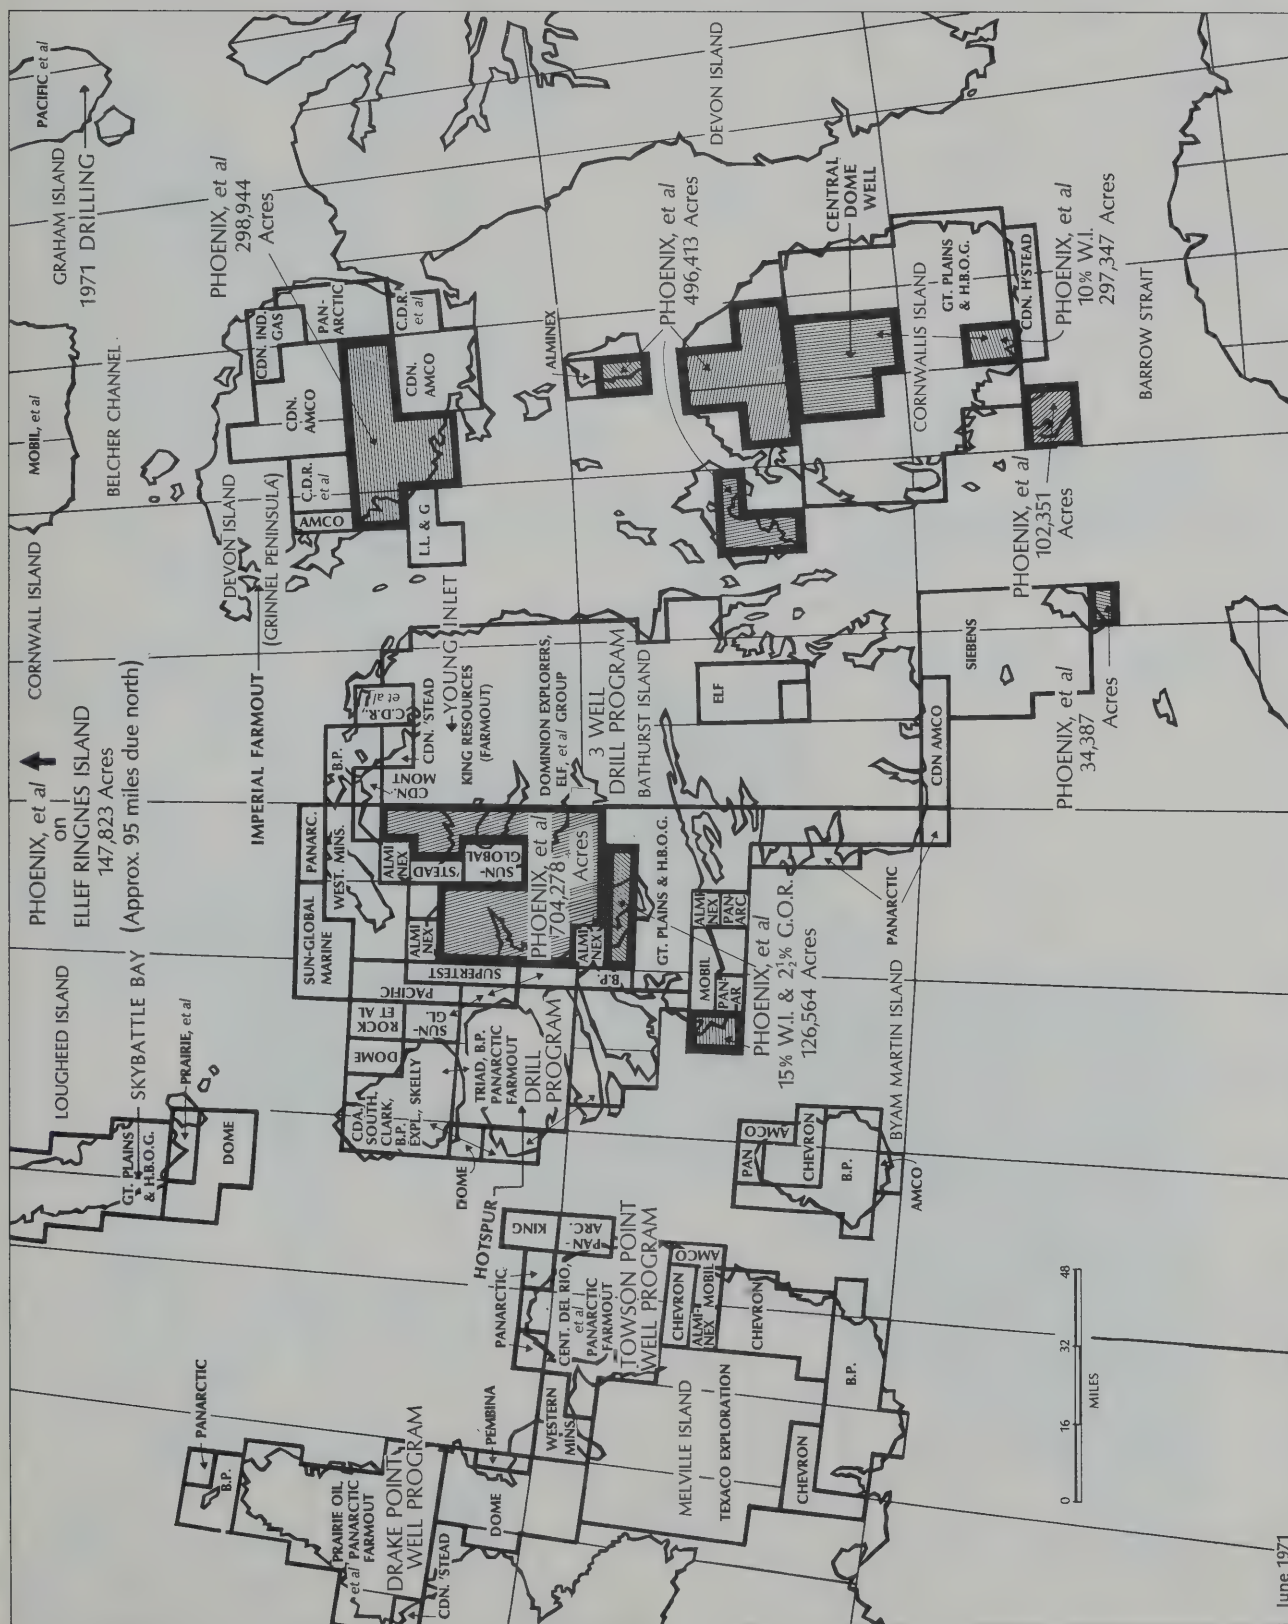 PHOENIX, et al
on
ELLEF RINGNES ISLAND
147,823 Acres
(Approx. 95 miles due north)
CORNWALL ISLAND
MOBIL, et al
BELCHER CHANNEL
GRAHAM ISLAND
1971 DRILLING
PACIFIC et al
LOUGHEED ISLAND
SKYBATTLE BAY
PRAIRIE, et al
GT. PLAINS
& H.B.O.G.
DOME
PANARCTIC
B.P.
PRAIRIE OIL
et al PANARCTIC
FARMOUT
DRAKE POINT
WELL PROGRAM
CDN. 'STEAD
DOME
PEMBINA
WESTERN
MINS.
PANARCTIC
HOTSPUR
KING
PAN-
ARC.
CENT. DEL RIO,
et al
PANARCTIC
FARMOUT
TOWSON POINT
WELL PROGRAM
MELVILLE ISLAND
TEXACO EXPLORATION
CHEVRON
CHEVRON
ALMI-
NEX
MOBIL
AMCO
CHEVRON
B.P.
IMPERIAL FARMOUT
SUN-GLOBAL
MARINE
PANARC.
WEST. MINS.
B.P.
CDN.
MONT
C.D.R.,
et al
CDN. 'STEAD
YOUNG INLET
KING RESOURCES
(FARMOUT)
DOMINION EXPLORERS,
ELF, et al GROUP
3 WELL
DRILL PROGRAM
BATHURST ISLAND
ALMI
NEX
'STEAD
SUN-
GLOBAL
ALMI
NEX
PHOENIX, et al
704,278
Acres
ALMI
NEX
B.P.
SUPERTEST
PACIFIC
ROCK
ET AL
SUN-
GL.
DOME
CDA.
SOUTH.
CLARK,
B.P.
EXPL., SKELLY
TRIAD, B.P.
PANARCTIC
FARMOUT
DRILL
PROGRAM
DOME
GT. PLAINS & H.B.O.G.
MOBIL
PAN-
AR
ALMI
NEX
PAN-
ARC
PHOENIX, et al
15% W.I. & 2½% G.O.R.
126,564 Acres
PANARCTIC
BYAM MARTIN ISLAND
PAN
AMCO
CHEVRON
B.P.
AMCO
ELF
CDN AMCO
SIEBENS
PHOENIX, et al
34,387
Acres
DEVON ISLAND
(GRINNEL PENINSULA)
AMCO
C.D.R.
et al
CDN.
AMCO
CDN. IND.
GAS
PAN-
ARCTIC
C.D.R.
et al
CDN.
AMCO
L.L. & G
PHOENIX, et al
298,944
Acres
ALMINEX
PHOENIX, et al
496,413 Acres
DEVON ISLAND
CENTRAL
DOME
WELL
CORNWALLIS ISLAND
GT. PLAINS
& H.B.O.G.
CDN. H'STEAD
PHOENIX, et al
10% W.I.
297,347 Acres
PHOENIX, et al
102,351
Acres
BARROW STRAIT
0 16 32 48
MILES
June 1971